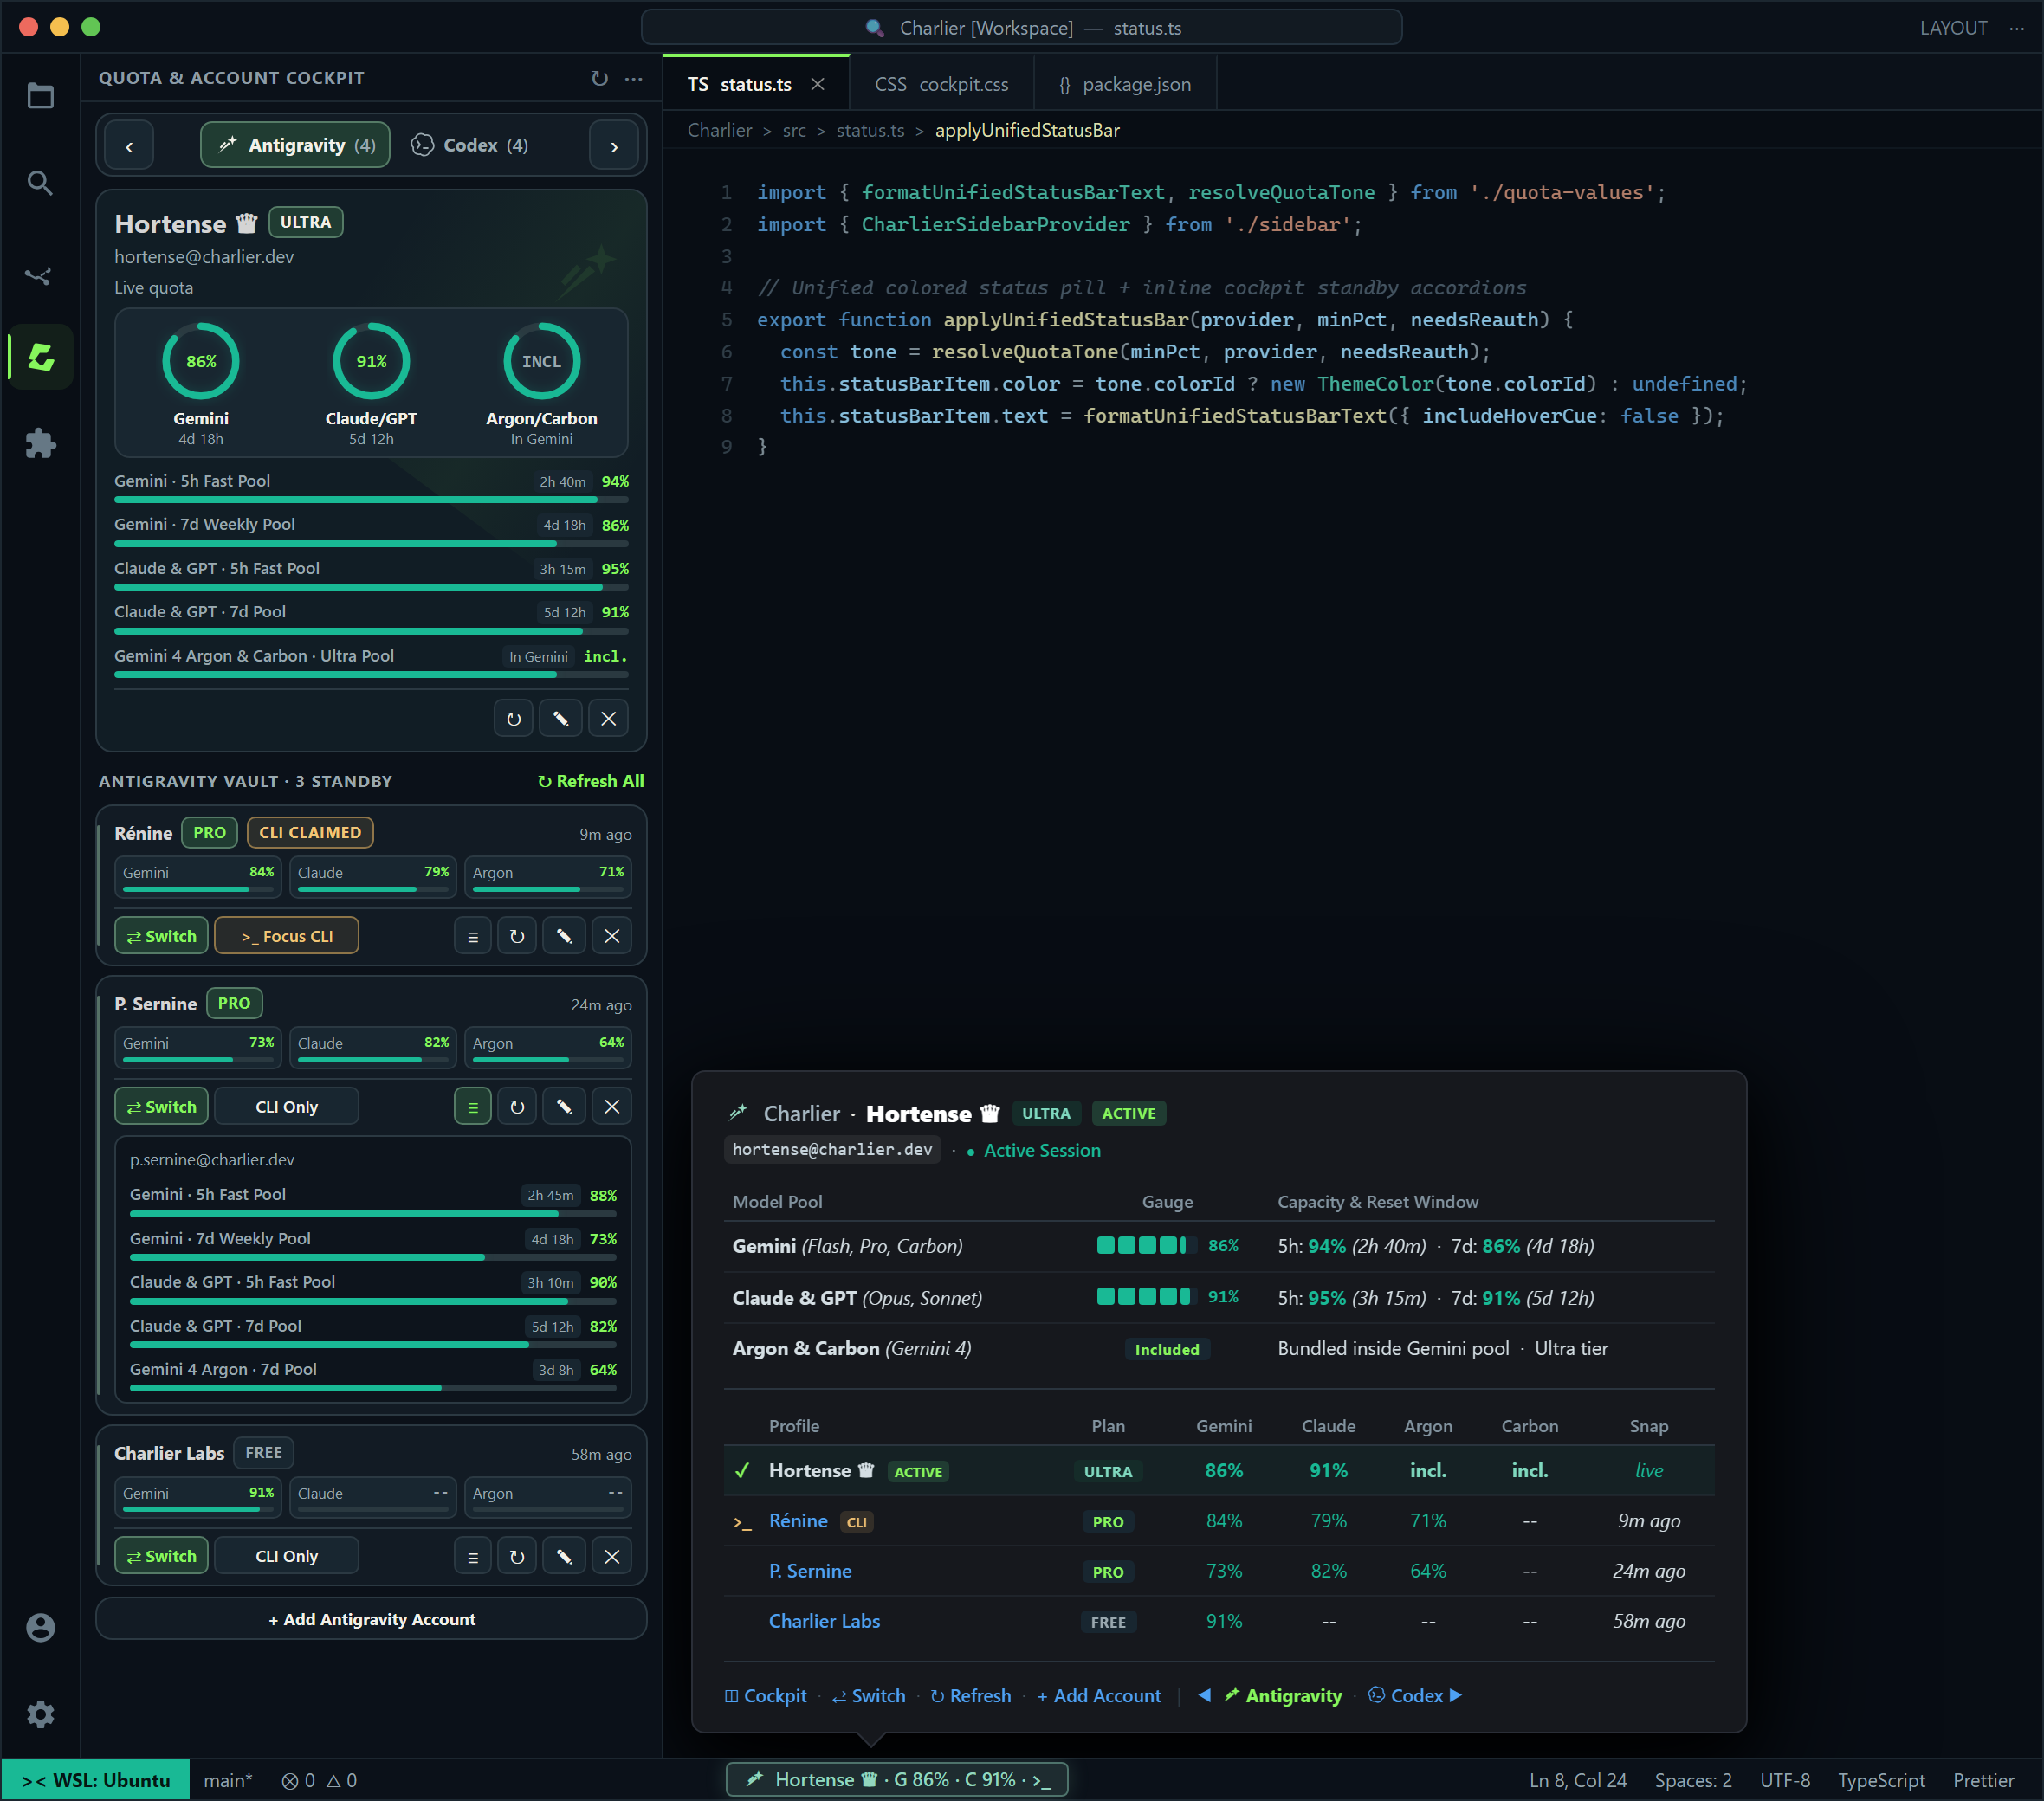 Charlier [Workspace] — status.ts
LAYOUT ···
QUOTA & ACCOUNT COCKPIT
Antigravity (4)
Codex (4)
Hortense ULTRA
hortense@charlier.dev
Live quota
86% 91% INCL
Gemini Claude/GPT Argon/Carbon
4d 18h 5d 12h In Gemini
Gemini · 5h Fast Pool 2h 40m 94%
Gemini · 7d Weekly Pool 4d 18h 86%
Claude & GPT · 5h Fast Pool 3h 15m 95%
Claude & GPT · 7d Pool 5d 12h 91%
Gemini 4 Argon & Carbon · Ultra Pool In Gemini incl.
ANTIGRAVITY VAULT · 3 STANDBY ↻ Refresh All
Rénine PRO CLI CLAIMED 9m ago
Gemini 84% Claude 79% Argon 71%
⇄ Switch >_ Focus CLI
P. Sernine PRO 24m ago
Gemini 73% Claude 82% Argon 64%
⇄ Switch CLI Only
p.sernine@charlier.dev
Gemini · 5h Fast Pool 2h 45m 88%
Gemini · 7d Weekly Pool 4d 18h 73%
Claude & GPT · 5h Fast Pool 3h 10m 90%
Claude & GPT · 7d Pool 5d 12h 82%
Gemini 4 Argon · 7d Pool 3d 8h 64%
Charlier Labs FREE 58m ago
Gemini 91% Claude -- Argon --
⇄ Switch CLI Only
+ Add Antigravity Account
TS status.ts
CSS cockpit.css
{} package.json
Charlier > src > status.ts > applyUnifiedStatusBar
1 import { formatUnifiedStatusBarText, resolveQuotaTone } from './quota-values';
2 import { CharlierSidebarProvider } from './sidebar';
3
4 // Unified colored status pill + inline cockpit standby accordions
5 export function applyUnifiedStatusBar(provider, minPct, needsReauth) {
6 const tone = resolveQuotaTone(minPct, provider, needsReauth);
7 this.statusBarItem.color = tone.colorId ? new ThemeColor(tone.colorId) : undefined;
8 this.statusBarItem.text = formatUnifiedStatusBarText({ includeHoverCue: false });
9 }
Charlier · Hortense ULTRA ACTIVE
hortense@charlier.dev · ● Active Session
Model Pool Gauge Capacity & Reset Window
Gemini (Flash, Pro, Carbon) 86% 5h: 94% (2h 40m) · 7d: 86% (4d 18h)
Claude & GPT (Opus, Sonnet) 91% 5h: 95% (3h 15m) · 7d: 91% (5d 12h)
Argon & Carbon (Gemini 4) Included Bundled inside Gemini pool · Ultra tier
Profile Plan Gemini Claude Argon Carbon Snap
✓ Hortense ACTIVE ULTRA 86% 91% incl. incl. live
>_ Rénine CLI PRO 84% 79% 71% -- 9m ago
P. Sernine PRO 73% 82% 64% -- 24m ago
Charlier Labs FREE 91% -- -- -- 58m ago
Cockpit · ⇄ Switch · ↻ Refresh · + Add Account | ◀ Antigravity · Codex ▶
>< WSL: Ubuntu main* 0 0
Hortense · G 86% · C 91% · >_
Ln 8, Col 24 Spaces: 2 UTF-8 TypeScript Prettier